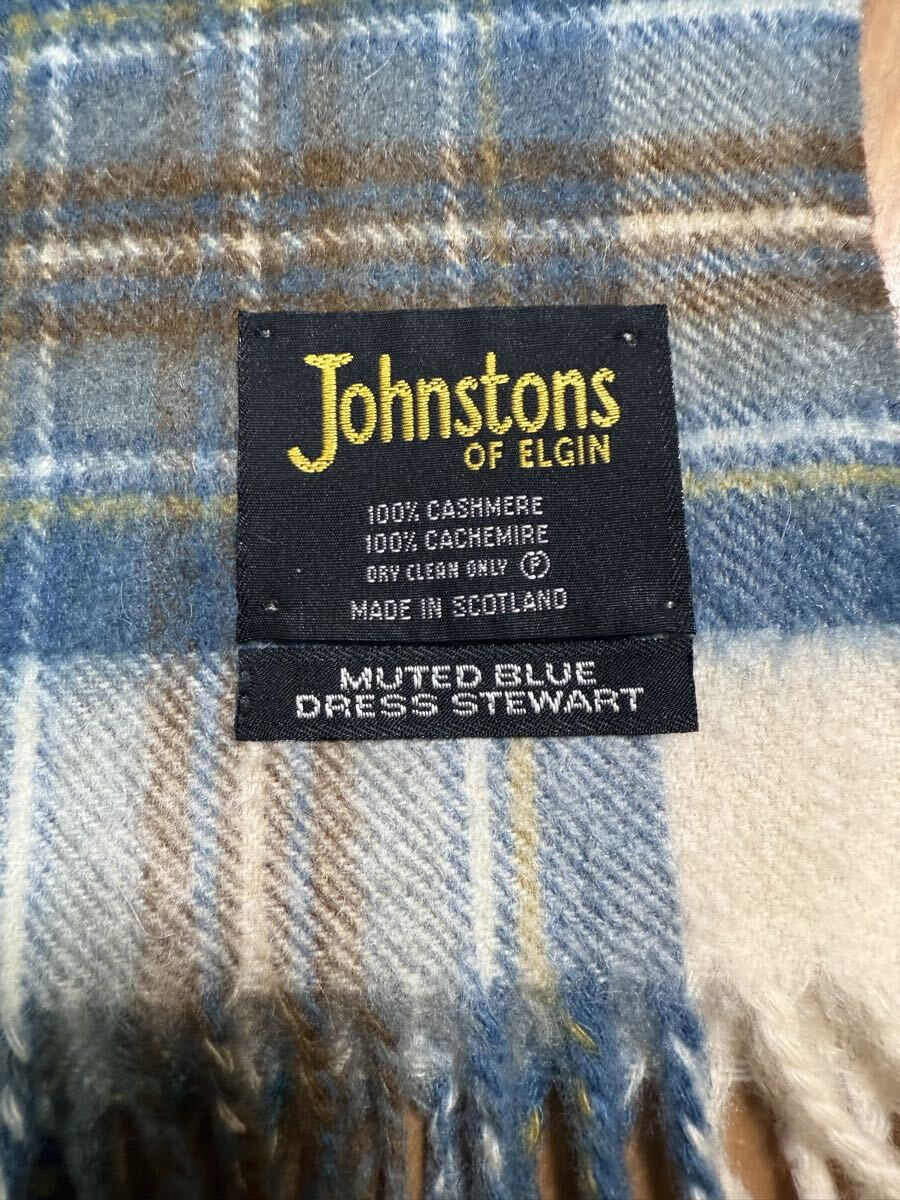 Johnstons
OF ELGIN
100% CASHMERE
100% CACHEMIRE
DRY CLEAN ONLY Ⓟ
MADE IN SCOTLAND
MUTED BLUE
DRESS STEWART